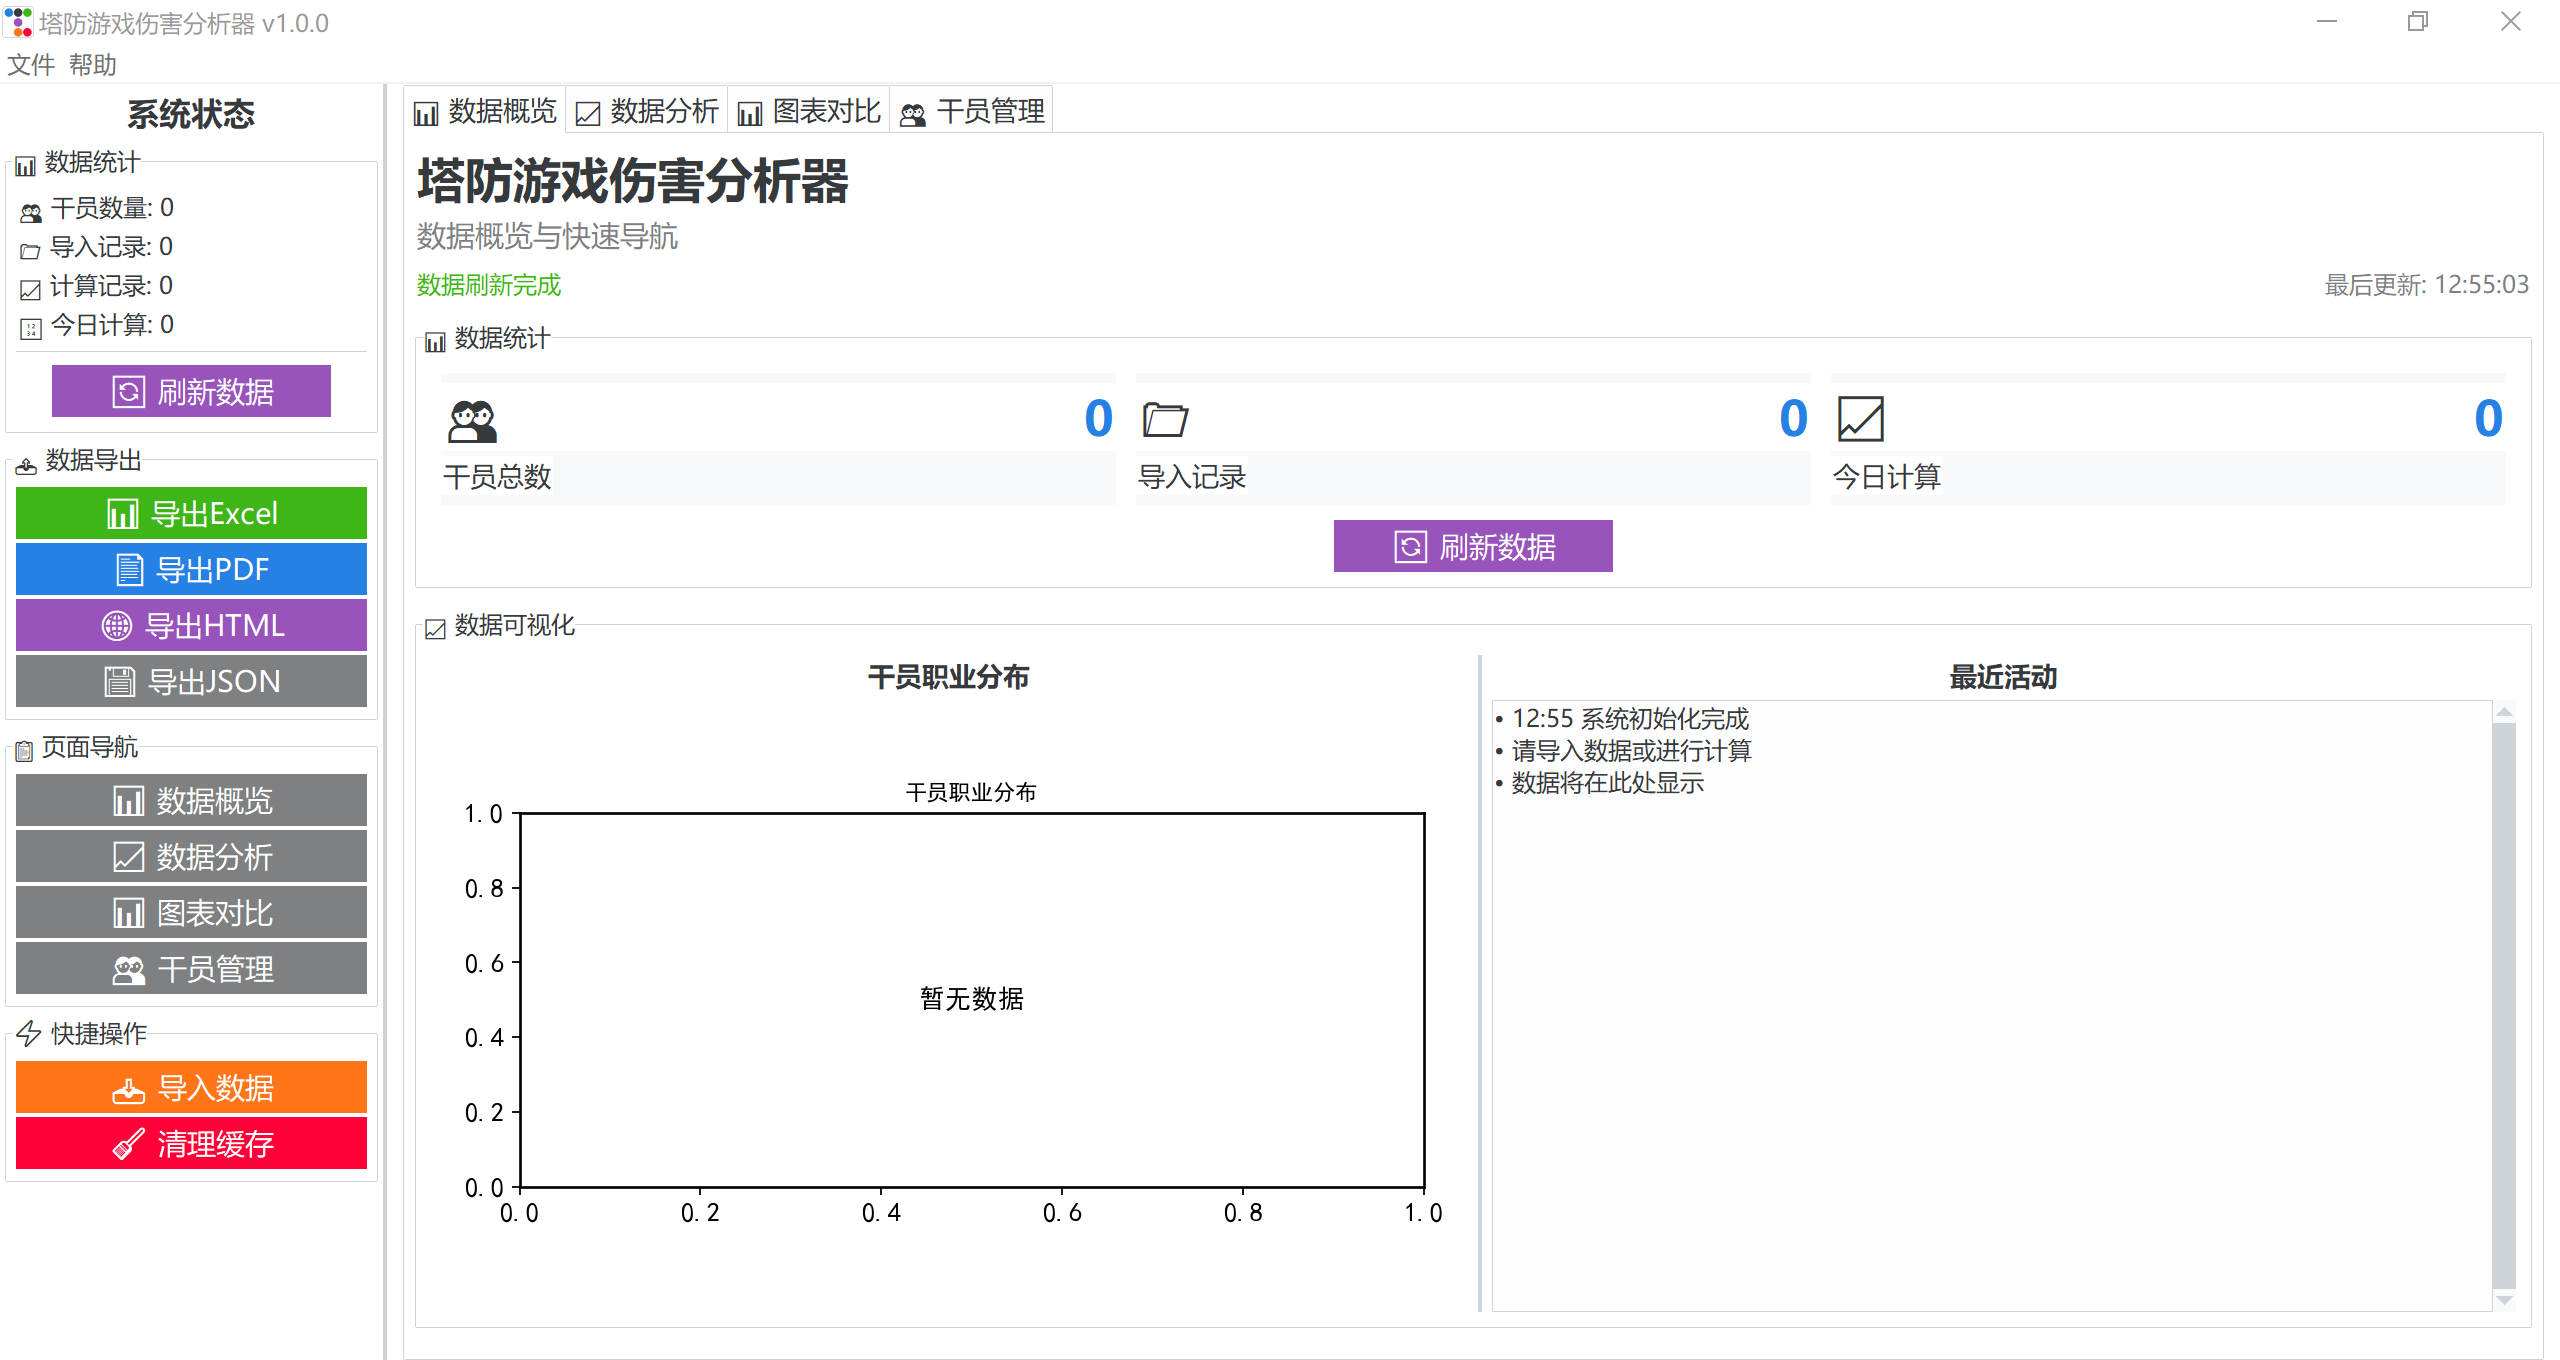 塔防游戏伤害分析器 v1.0.0
文件 帮助
系统状态
数据统计
干员数量: 0
导入记录: 0
计算记录: 0
今日计算: 0
刷新数据
数据导出
导出Excel
导出PDF
导出HTML
导出JSON
页面导航
数据概览
数据分析
图表对比
干员管理
快捷操作
导入数据
清理缓存
数据概览 数据分析 图表对比 干员管理
塔防游戏伤害分析器
数据概览与快速导航
数据刷新完成 最后更新: 12:55:03
数据统计
0 0 0
干员总数 导入记录 今日计算
刷新数据
数据可视化
干员职业分布
干员职业分布
1.0
0.8
0.6
暂无数据
0.4
0.2
0.0
0.0 0.2 0.4 0.6 0.8 1.0
最近活动
• 12:55 系统初始化完成
• 请导入数据或进行计算
• 数据将在此处显示